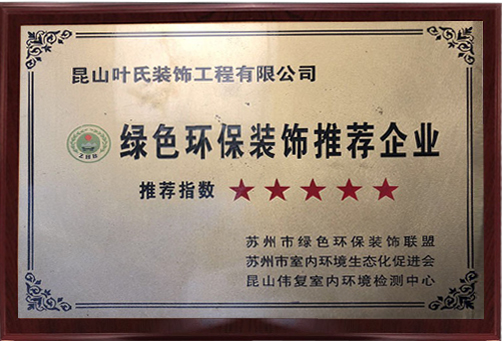 昆山叶氏装饰工程有限公司
绿色环保装饰推荐企业
推荐指数 ★★★★★
苏州市绿色环保装饰联盟
苏州市室内环境生态化促进会
昆山伟复室内环境检测中心